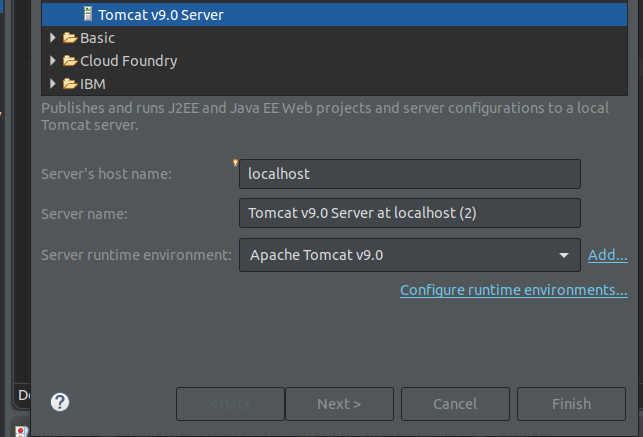 Tomcat v9.0 Server
Basic
Cloud Foundry
IBM
Publishes and runs J2EE and Java EE Web projects and server configurations to a local
Tomcat server.
Server's host name: localhost
Server name: Tomcat v9.0 Server at localhost (2)
Server runtime environment: Apache Tomcat v9.0 Add...
Configure runtime environments...
? < Back Next > Cancel Finish